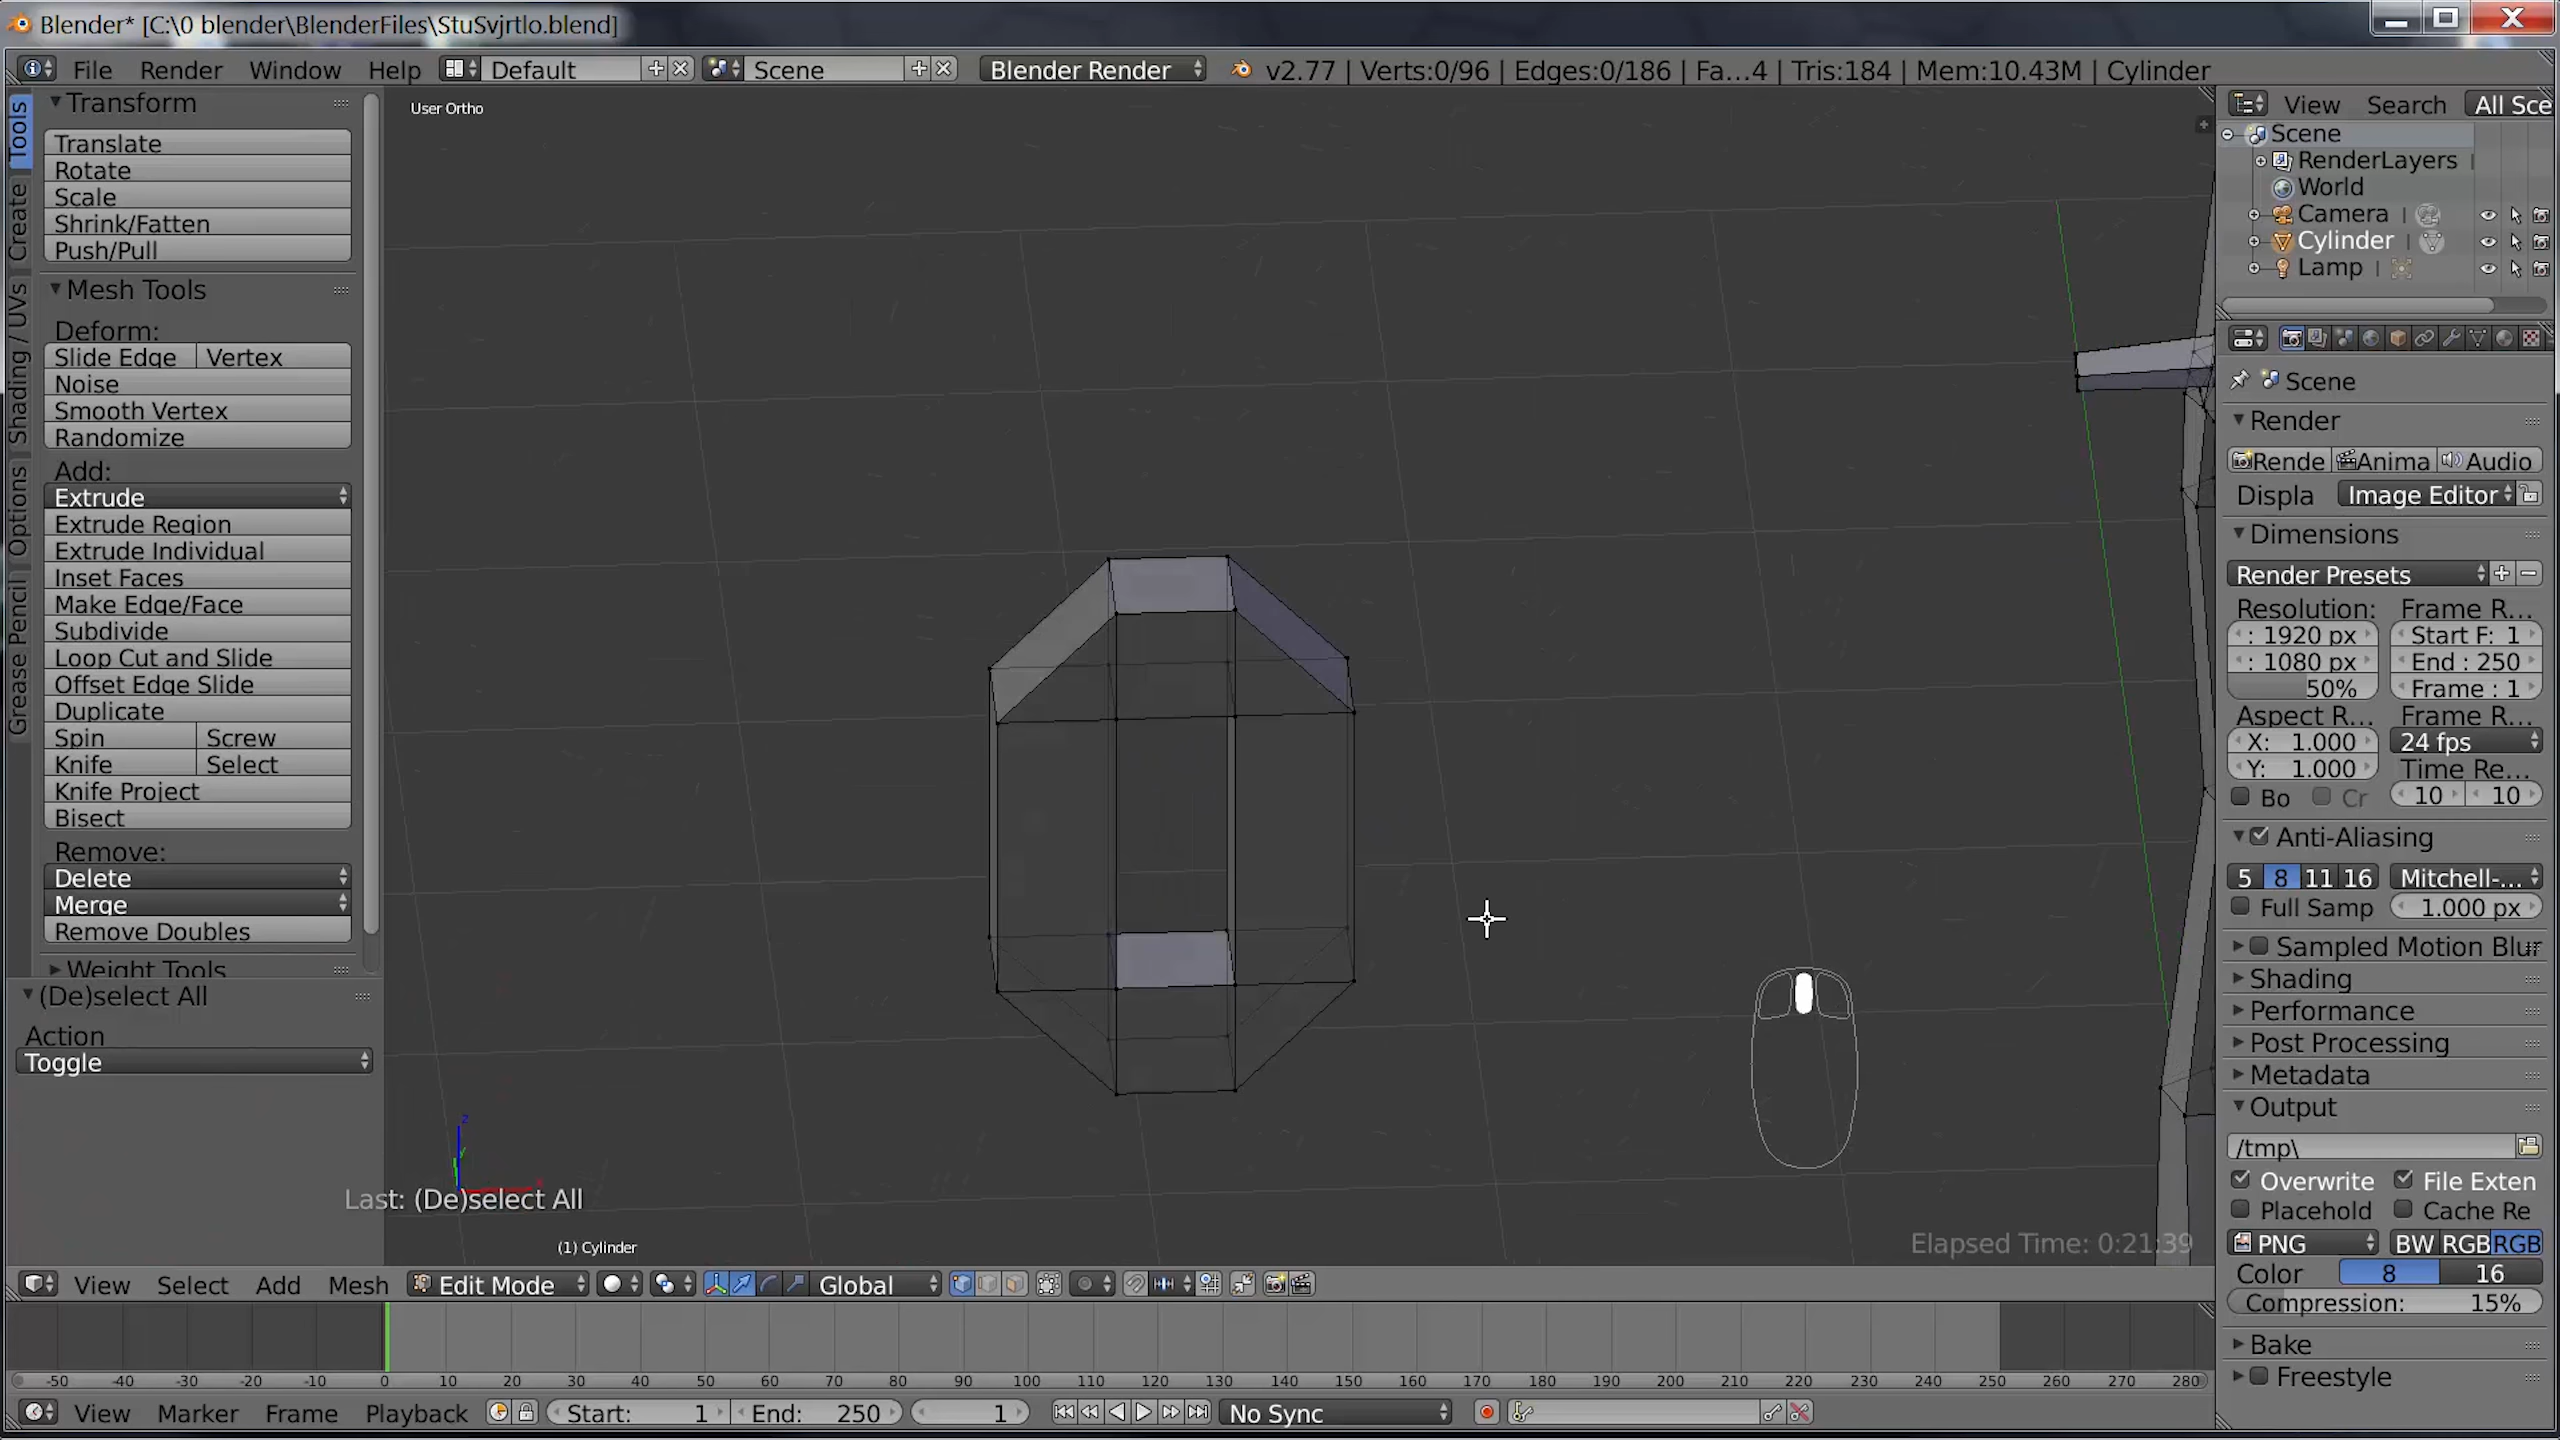 Blender* [C:\0 blender\BlenderFiles\StuSvjrtlo.blend]
File Render Window Help Default Scene Blender Render v2.77 | Verts:0/96 | Edges:0/186 | Fa...4 | Tris:184 | Mem:10.43M | Cylinder
Tools
Create
Shading / UVs
Options
Grease Pencil
Transform
Translate
Rotate
Scale
Shrink/Fatten
Push/Pull
Mesh Tools
Deform:
Slide Edge Vertex
Noise
Smooth Vertex
Randomize
Add:
Extrude
Extrude Region
Extrude Individual
Inset Faces
Make Edge/Face
Subdivide
Loop Cut and Slide
Offset Edge Slide
Duplicate
Spin Screw
Knife Select
Knife Project
Bisect
Remove:
Delete
Merge
Remove Doubles
Weight Tools
(De)select All
Action
Toggle
User Ortho
z
y
x
Last: (De)select All
(1) Cylinder
Elapsed Time: 0:21:39
View Search All Sce
Scene
RenderLayers |
World
Camera |
Cylinder |
Lamp |
Scene
Render
Rende Anima Audio
Displa Image Editor
Dimensions
Render Presets
Resolution: Frame R...
: 1920 px Start F: 1
: 1080 px End : 250
50% Frame : 1
Aspect R... Frame R...
X: 1.000 24 fps
Y: 1.000 Time Re...
Bo Cr 10 10
Anti-Aliasing
5 8 11 16 Mitchell-...
Full Samp 1.000 px
Sampled Motion Blur
Shading
Performance
Post Processing
Metadata
Output
/tmp\
Overwrite File Exten
Placehold Cache Re
PNG BW RGB RGB
Color 8 16
Compression: 15%
Bake
Freestyle
View Select Add Mesh Edit Mode Global
-50 -40 -30 -20 -10 0 10 20 30 40 50 60 70 80 90 100 110 120 130 140 150 160 170 180 190 200 210 220 230 240 250 260 270 280
View Marker Frame Playback Start: 1 End: 250 1 No Sync